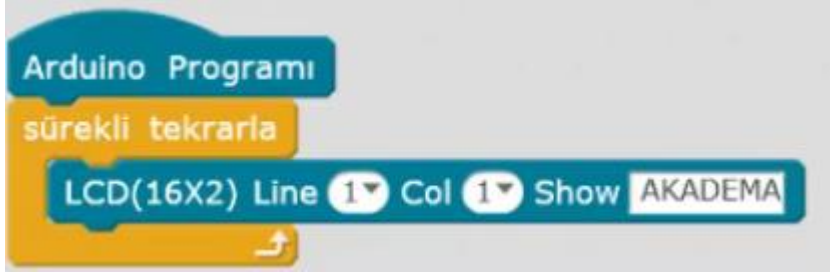 Arduino Programı
sürekli tekrarla
LCD(16X2) Line 1 Col 1 Show AKADEMA